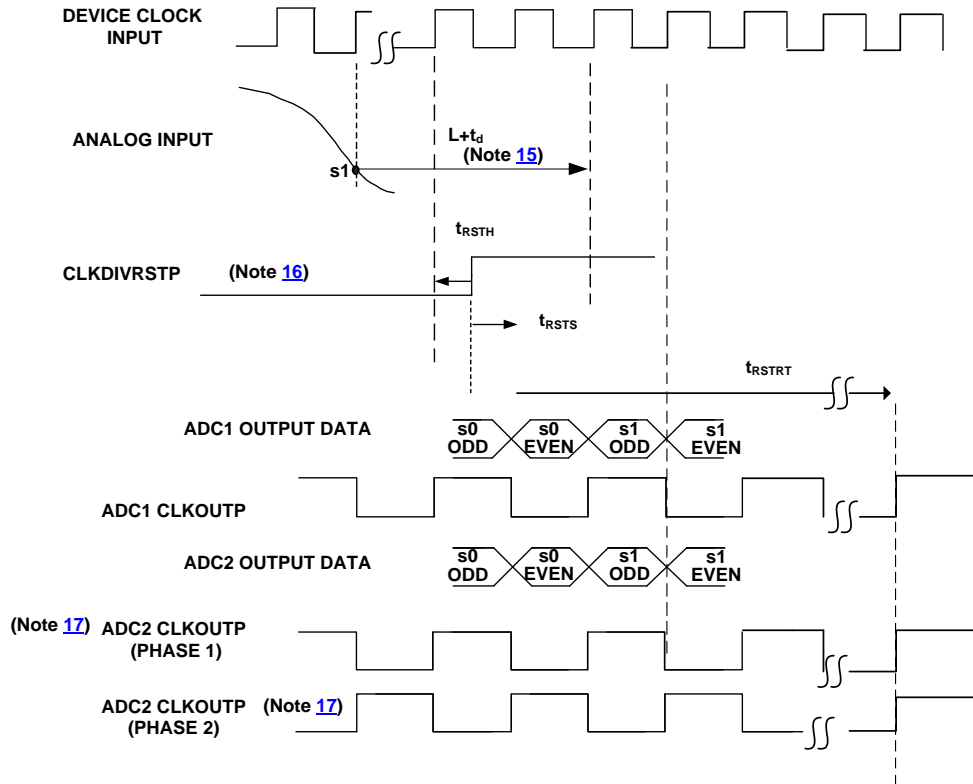 DEVICE CLOCK
INPUT
ANALOG INPUT
s1
L+td
(Note 15)
tRSTH
CLKDIVRSTP
(Note 16)
tRSTS
tRSTRT
ADC1 OUTPUT DATA
s0
ODD
s0
EVEN
s1
ODD
s1
EVEN
ADC1 CLKOUTP
ADC2 OUTPUT DATA
s0
ODD
s0
EVEN
s1
ODD
s1
EVEN
(Note 17) ADC2 CLKOUTP
(PHASE 1)
ADC2 CLKOUTP (Note 17)
(PHASE 2)